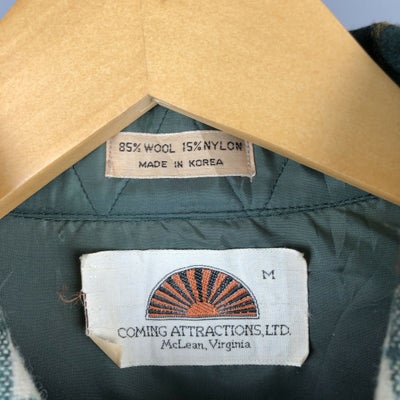 85% WOOL 15% NYLON
MADE IN KOREA
M
COMING ATTRACTIONS, LTD.
McLean, Virginia